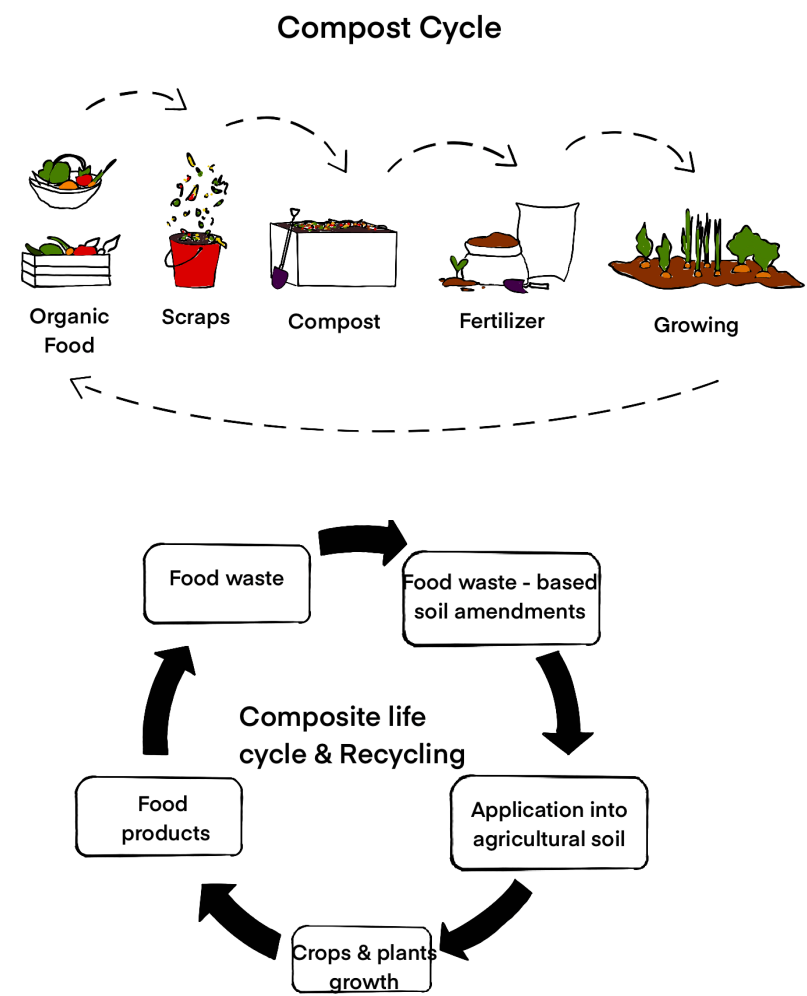 Compost Cycle
Organic
Food
Scraps
Compost
Fertilizer
Growing
Food waste
Food waste - based
soil amendments
Composite life
cycle & Recycling
Food
products
Application into
agricultural soil
Crops & plants
growth